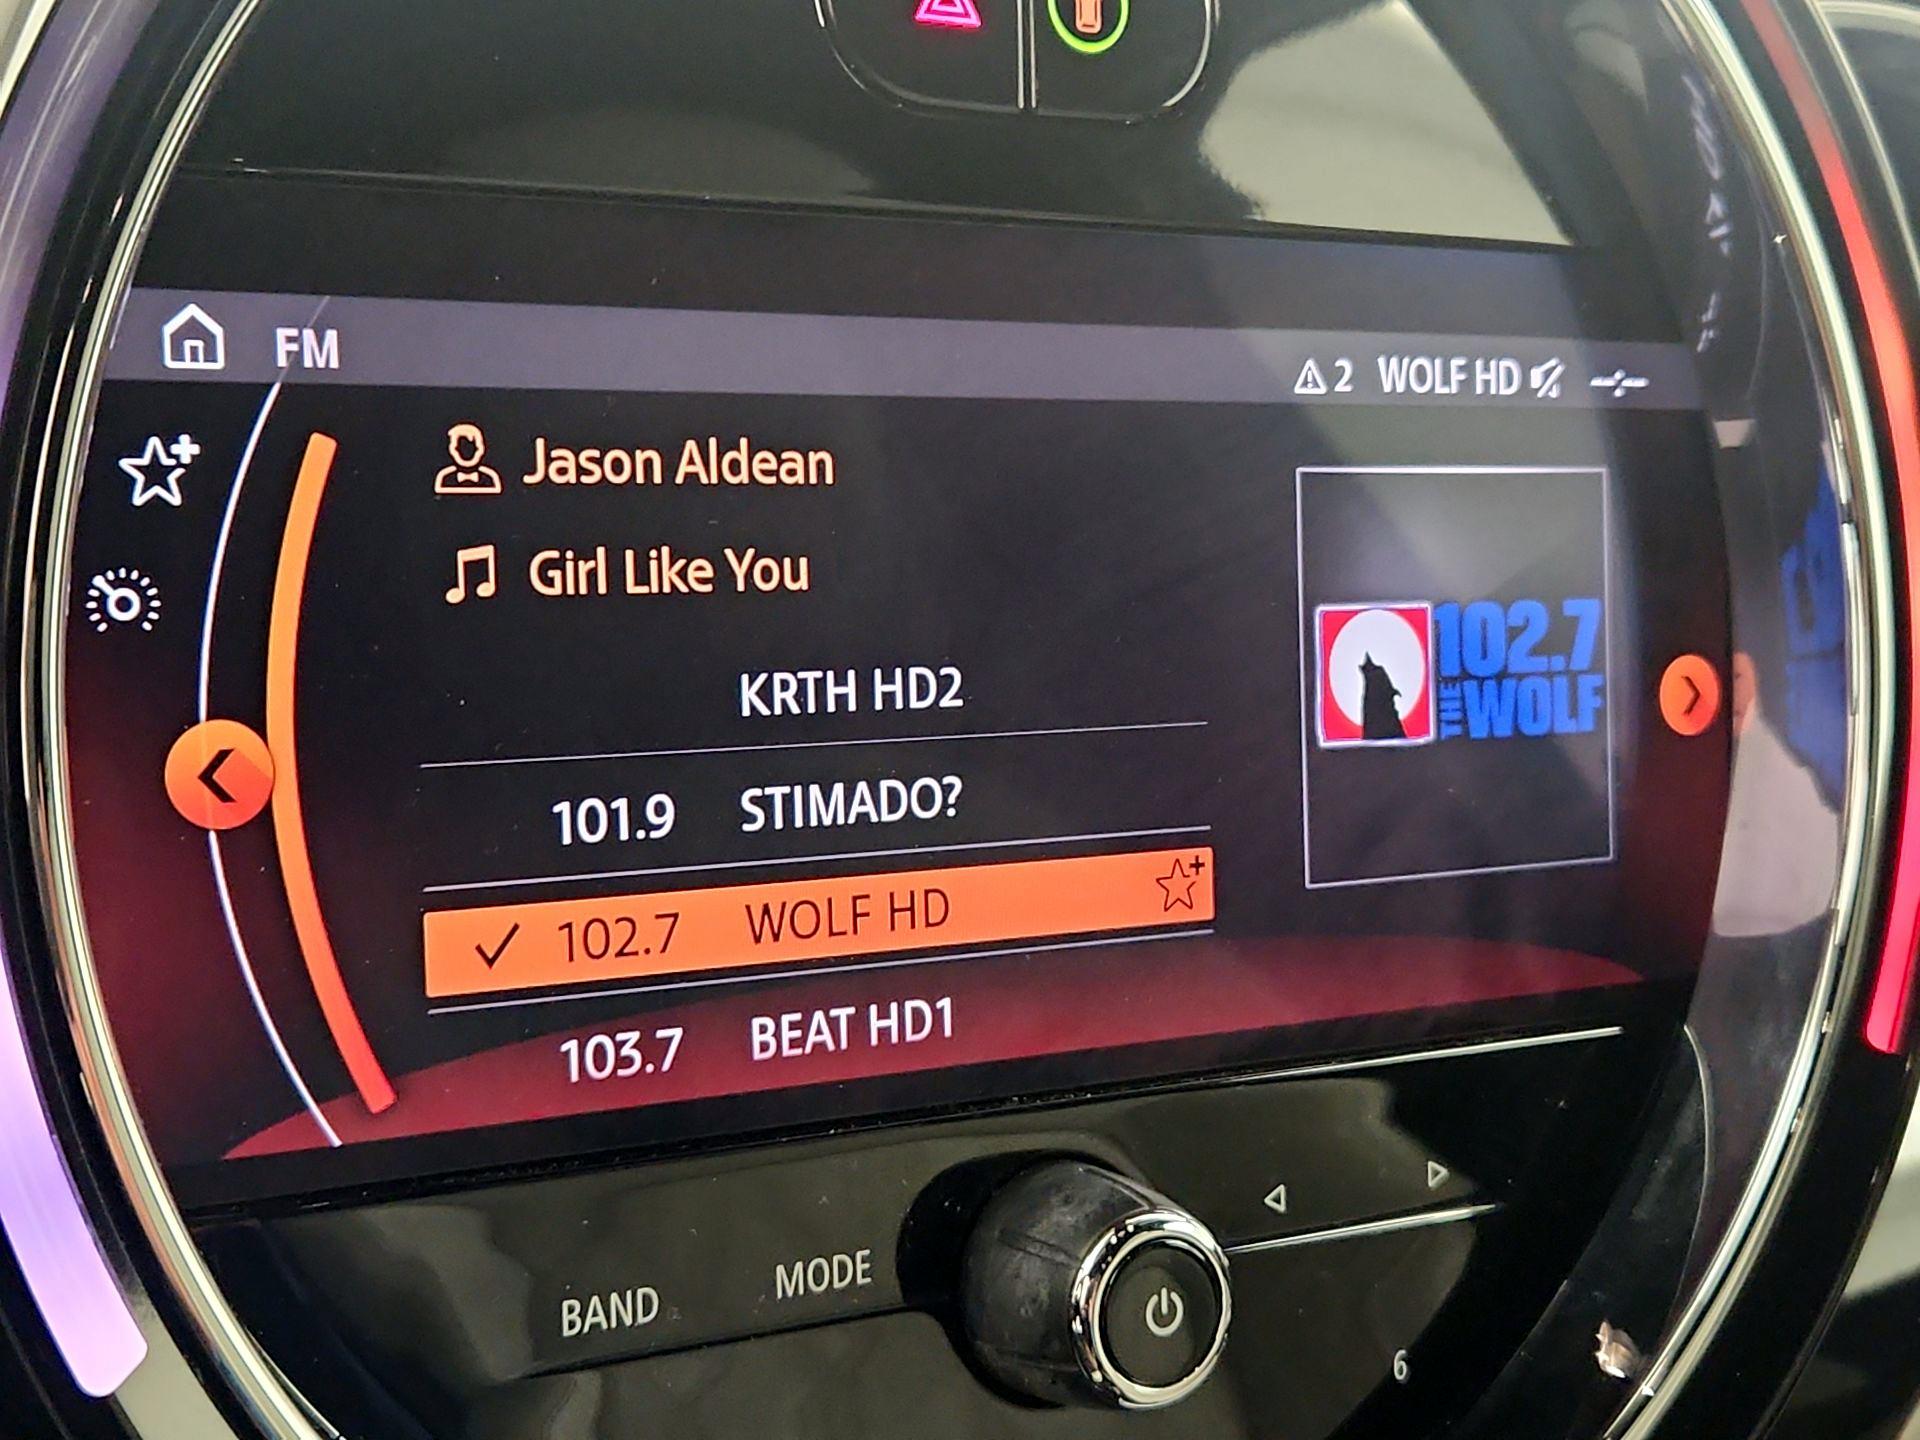 FM
2 WOLF HD
Jason Aldean
Girl Like You
KRTH HD2
101.9 STIMADO?
102.7 WOLF HD
103.7 BEAT HD1
102.7
THE WOLF
BAND
MODE
6